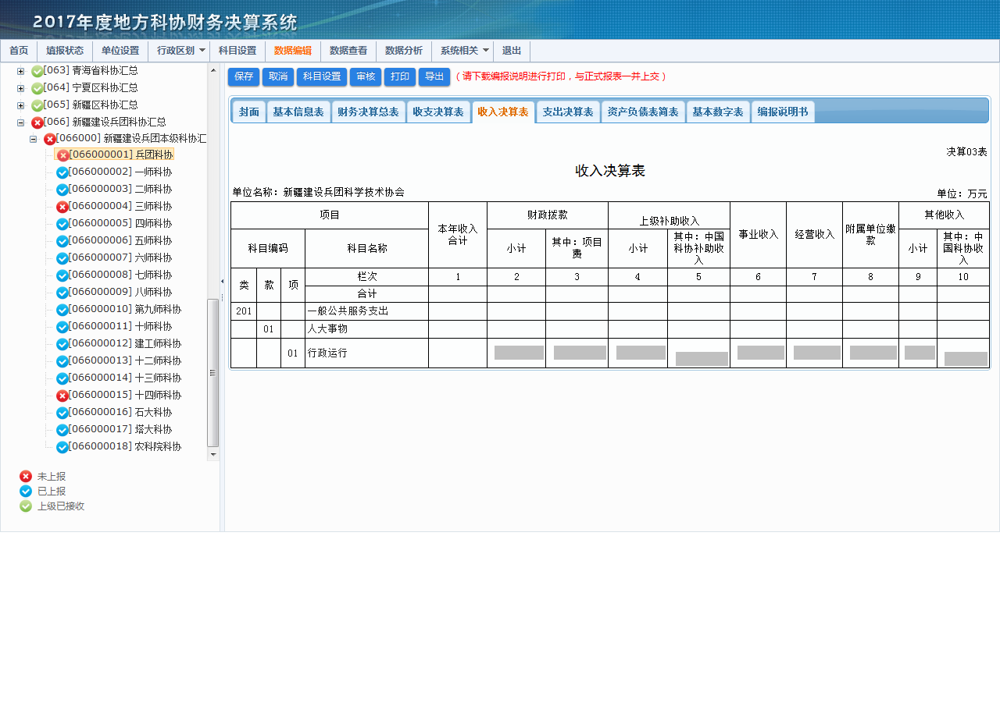 2017年度地方科协财务决算系统
首页 填报状态 单位设置 行政区划 科目设置 数据编辑 数据查看 数据分析 系统相关 退出
[063] 青海省科协汇总
[064] 宁夏区科协汇总
[065] 新疆区科协汇总
[066] 新疆建设兵团科协汇总
[066000] 新疆建设兵团本级科协汇
[066000001] 兵团科协
[066000002] 一师科协
[066000003] 二师科协
[066000004] 三师科协
[066000005] 四师科协
[066000006] 五师科协
[066000007] 六师科协
[066000008] 七师科协
[066000009] 八师科协
[066000010] 第九师科协
[066000011] 十师科协
[066000012] 建工师科协
[066000013] 十二师科协
[066000014] 十三师科协
[066000015] 十四师科协
[066000016] 石大科协
[066000017] 塔大科协
[066000018] 农科院科协
未上报
已上报
上级已接收
保存 取消 科目设置 审核 打印 导出 （请下载编报说明进行打印，与正式报表一并上交）
封面 基本信息表 财务决算总表 收支决算表 收入决算表 支出决算表 资产负债表简表 基本数字表 编报说明书
决算03表
收入决算表
单位名称：新疆建设兵团科学技术协会 单位：万元
项目 本年收入合计 财政拨款 上级补助收入 事业收入 经营收入 附属单位缴款 其他收入
科目编码 科目名称 小计 其中：项目费 小计 其中：中国科协补助收入 小计 其中：中国科协收入
类 款 项 栏次 1 2 3 4 5 6 7 8 9 10
合计
201 一般公共服务支出
01 人大事物
01 行政运行